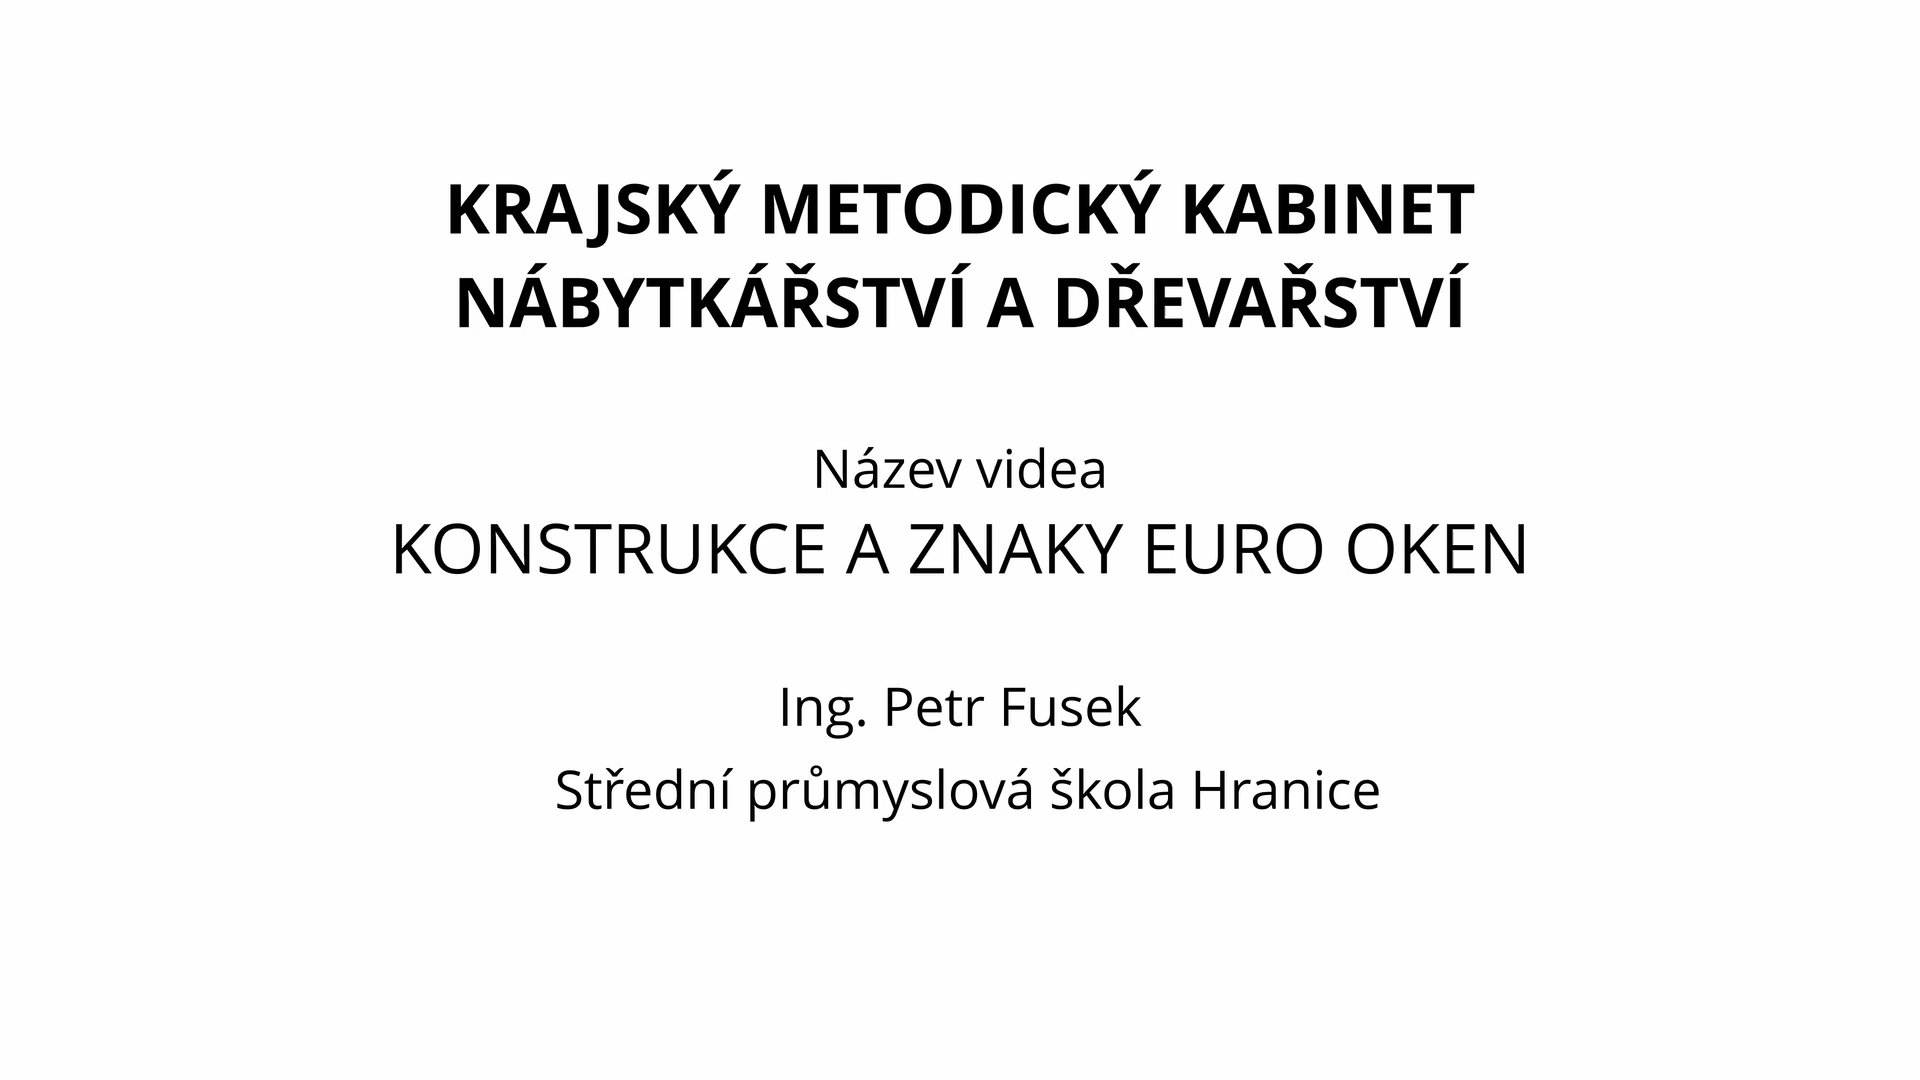 KRAJSKÝ METODICKÝ KABINET
NÁBYTKÁŘSTVÍ A DŘEVAŘSTVÍ
Název videa
KONSTRUKCE A ZNAKY EURO OKEN
Ing. Petr Fusek
Střední průmyslová škola Hranice